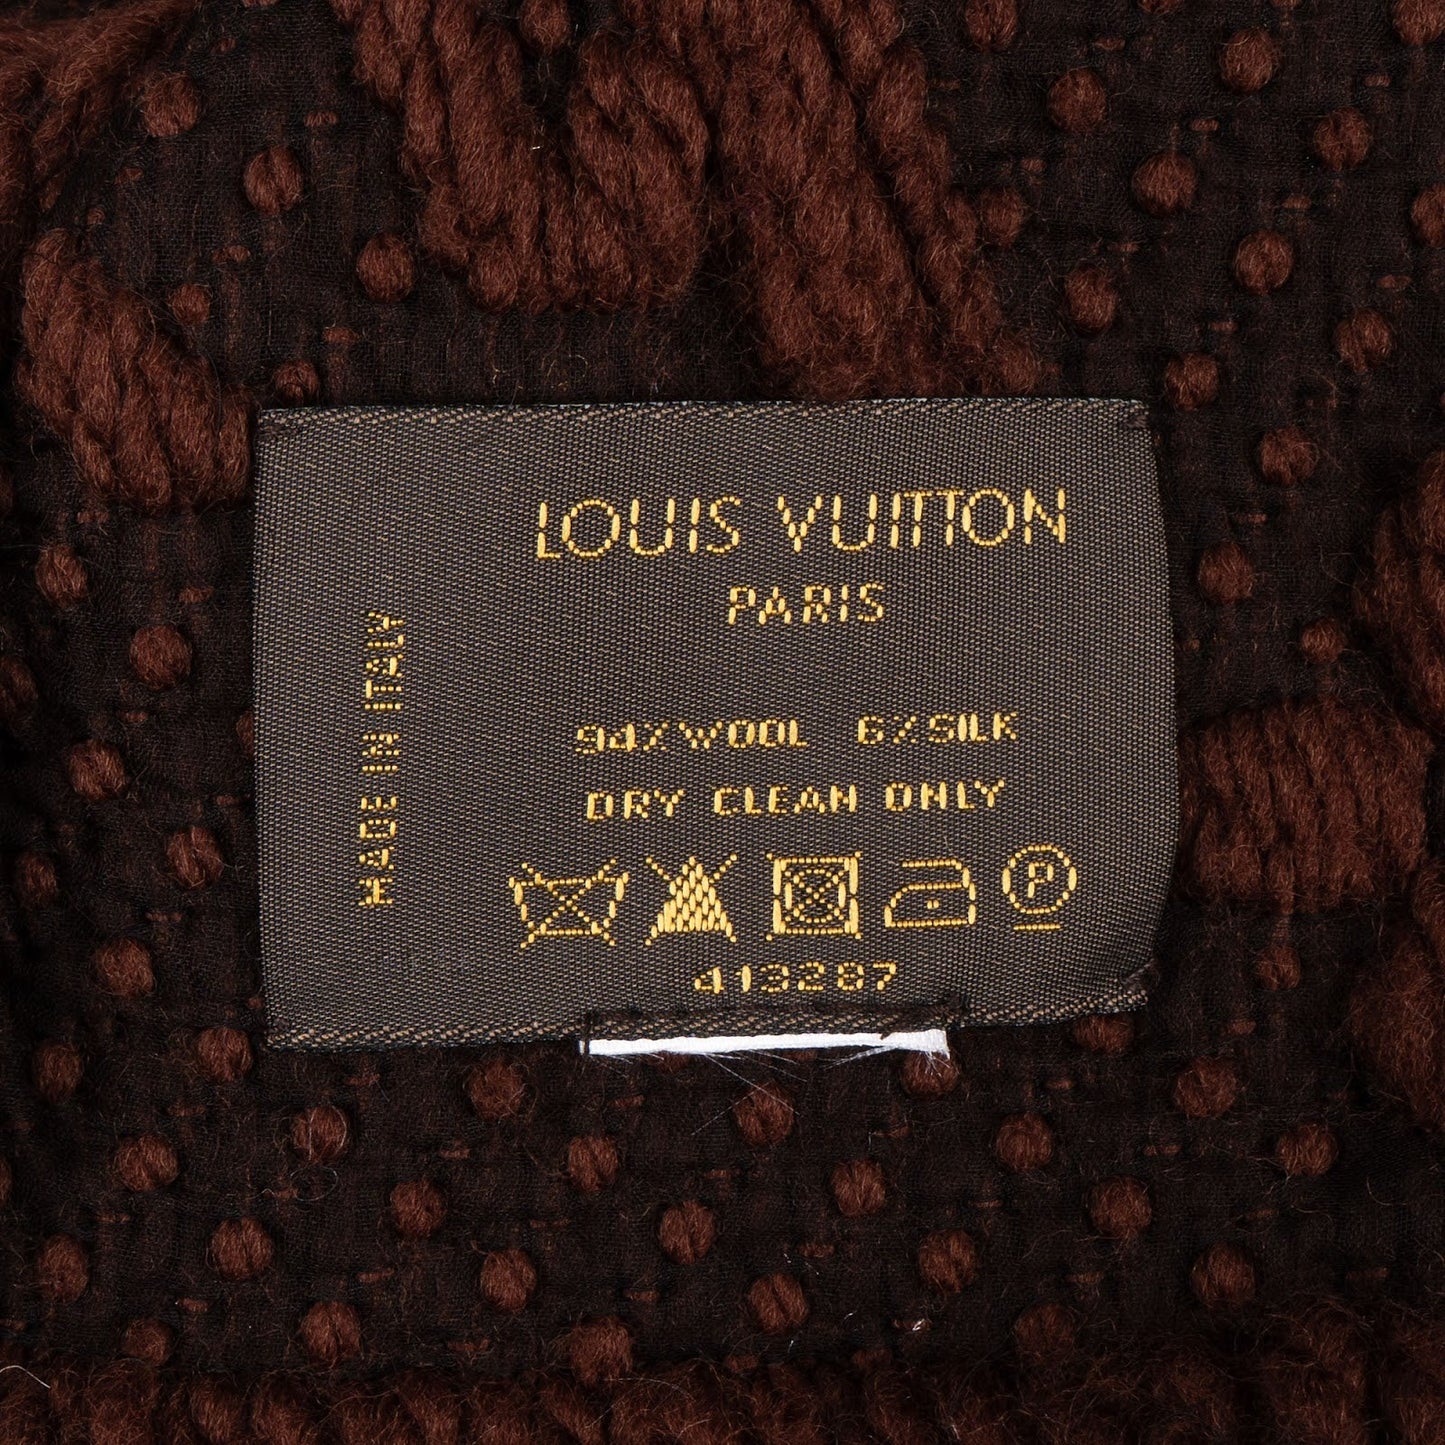 LOUIS VUITTON
PARIS
MADE IN ITALY
94% WOOL 6% SILK
DRY CLEAN ONLY
P
413287